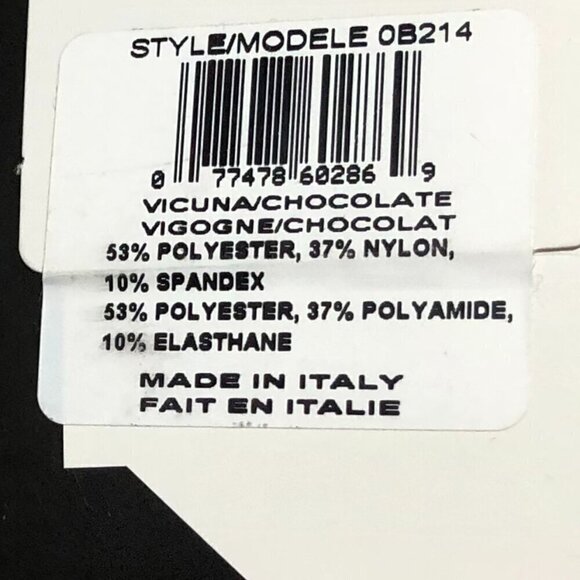 STYLE/MODELE 0B214
0 77478 60286 9
VICUNA/CHOCOLATE
VIGOGNE/CHOCOLAT
53% POLYESTER, 37% NYLON,
10% SPANDEX
53% POLYESTER, 37% POLYAMIDE,
10% ELASTHANE
MADE IN ITALY
FAIT EN ITALIE